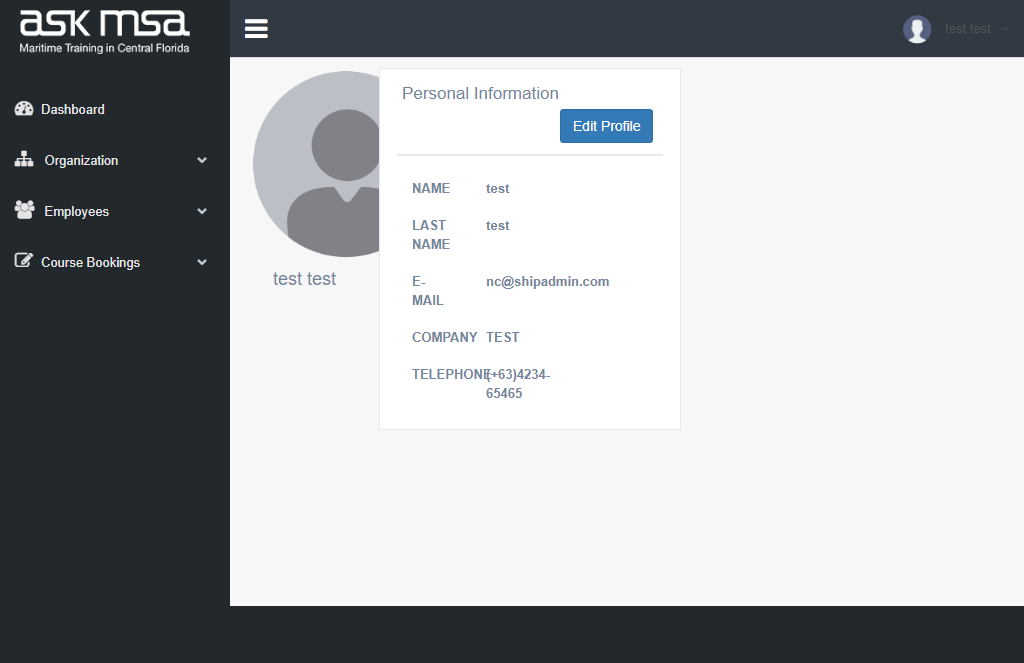 ask msa
Maritime Training in Central Florida
test test
Dashboard
Organization
Employees
Course Bookings
test test
Personal Information
Edit Profile
NAME test
LAST NAME test
E-MAIL nc@shipadmin.com
COMPANY TEST
TELEPHONE (+63)4234-65465